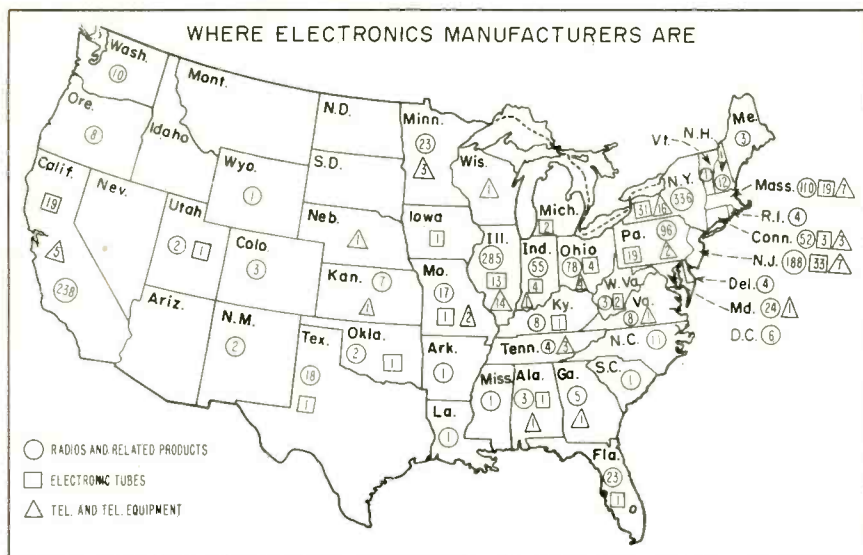 WHERE ELECTRONICS MANUFACTURERS ARE
Wash.
10
Ore.
8
Idaho
Mont.
N.D.
S.D.
Wyo.
1
Calif.
19
5
238
Nev.
Utah
2 1
Ariz.
Colo.
3
N.M.
2
Neb.
1
Kan. 7
1
Okla.
2
1
Tex.
18
1
Minn.
23
3
Iowa
1
Mo.
17
1 2
Ark.
1
La.
1
Wis.
1
Ill.
285
13
14
Mich.
2
Ind.
55
4
Ohio
78 4
Ky.
8 1
Tenn. 4 3
Miss.
1
Ala.
3 1
1
Ga.
5
1
Fla.
23
1
S.C.
1
N.C. 11
W. Va.
3 2
Va.
8 1
Pa. 96
19 2
N.Y.
31 16 336
Vt.
1
N.H.
12
Me.
3
Mass. 110 19 7
R.I. 4
Conn. 52 3 3
N.J. 188 33 7
Del. 4
Md. 24 1
D.C. 6
RADIOS AND RELATED PRODUCTS
ELECTRONIC TUBES
TEL. AND TEL. EQUIPMENT